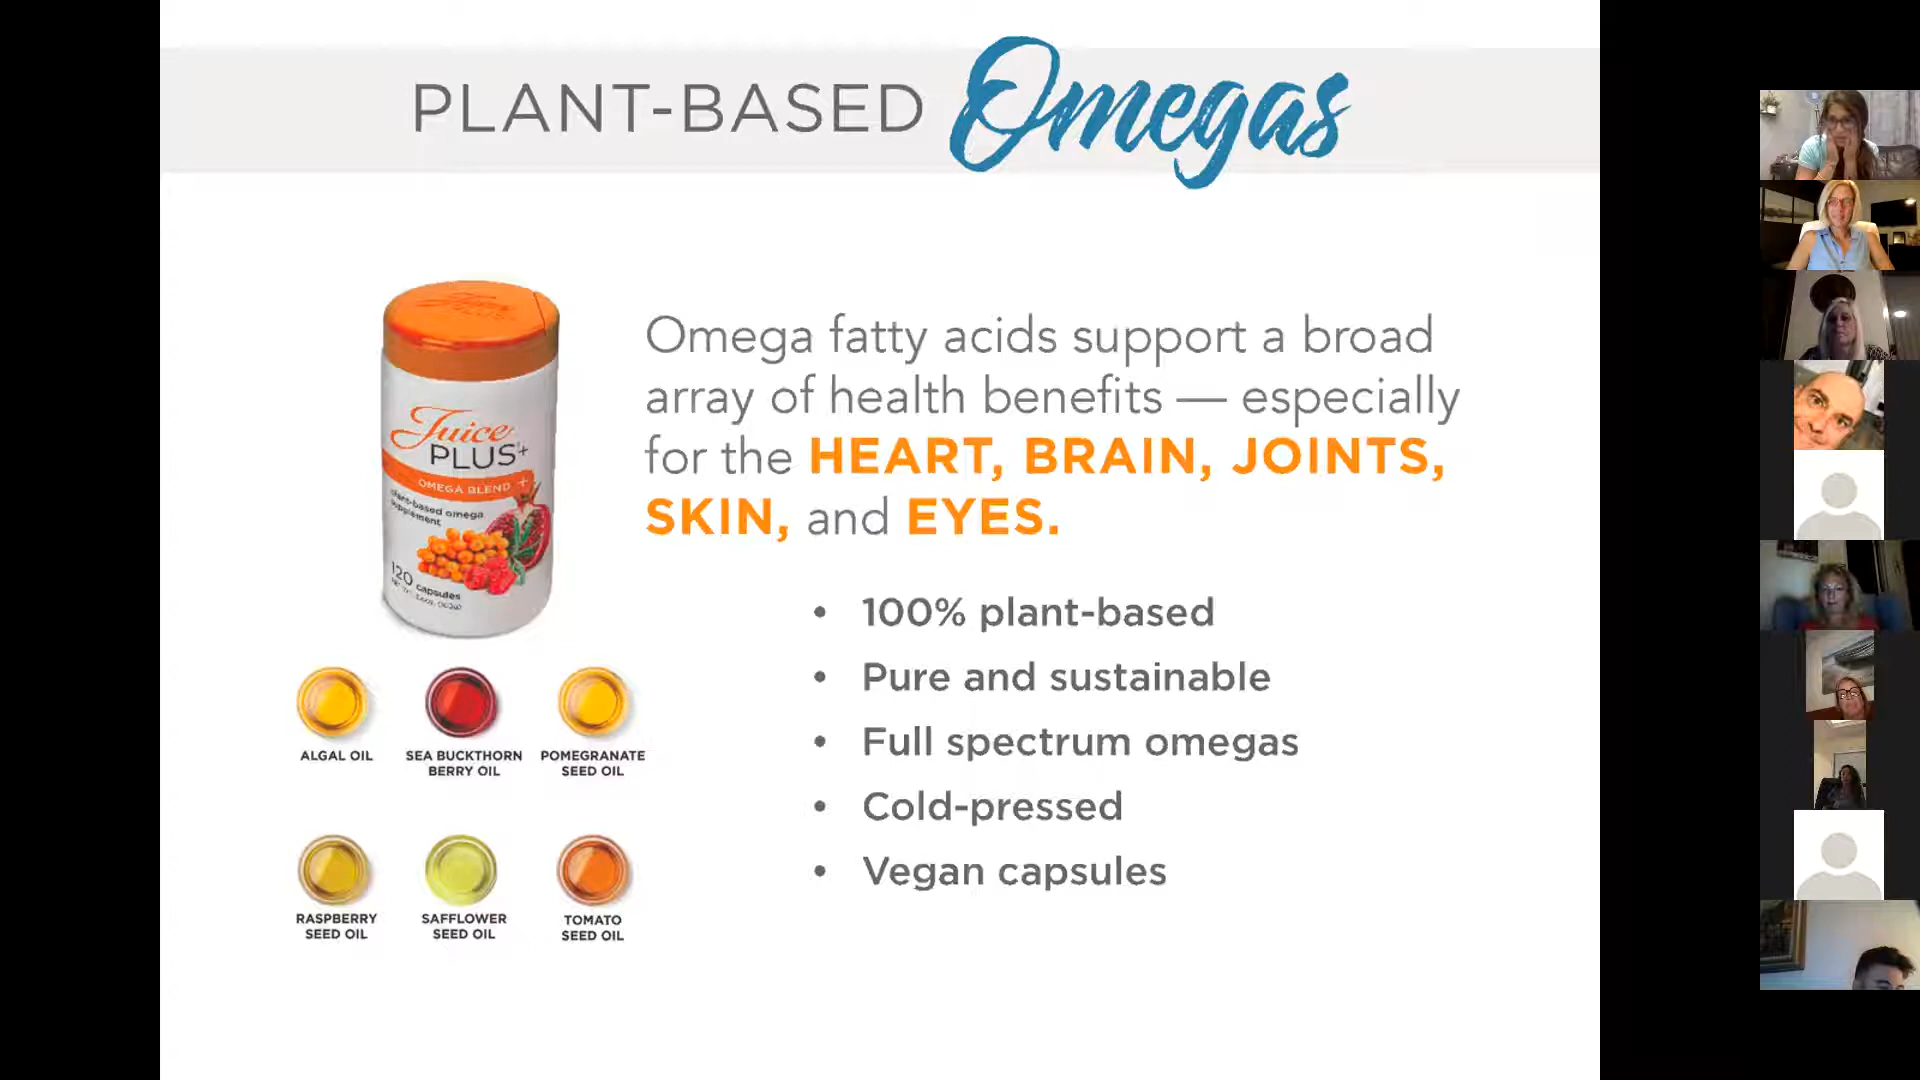 PLANT-BASED Omegas
Juice
PLUS+
OMEGA BLEND +
plant-based omega
supplement
120 capsules
Omega fatty acids support a broad
array of health benefits — especially
for the HEART, BRAIN, JOINTS,
SKIN, and EYES.
• 100% plant-based
• Pure and sustainable
• Full spectrum omegas
• Cold-pressed
• Vegan capsules
ALGAL OIL
SEA BUCKTHORN
BERRY OIL
POMEGRANATE
SEED OIL
RASPBERRY
SEED OIL
SAFFLOWER
SEED OIL
TOMATO
SEED OIL